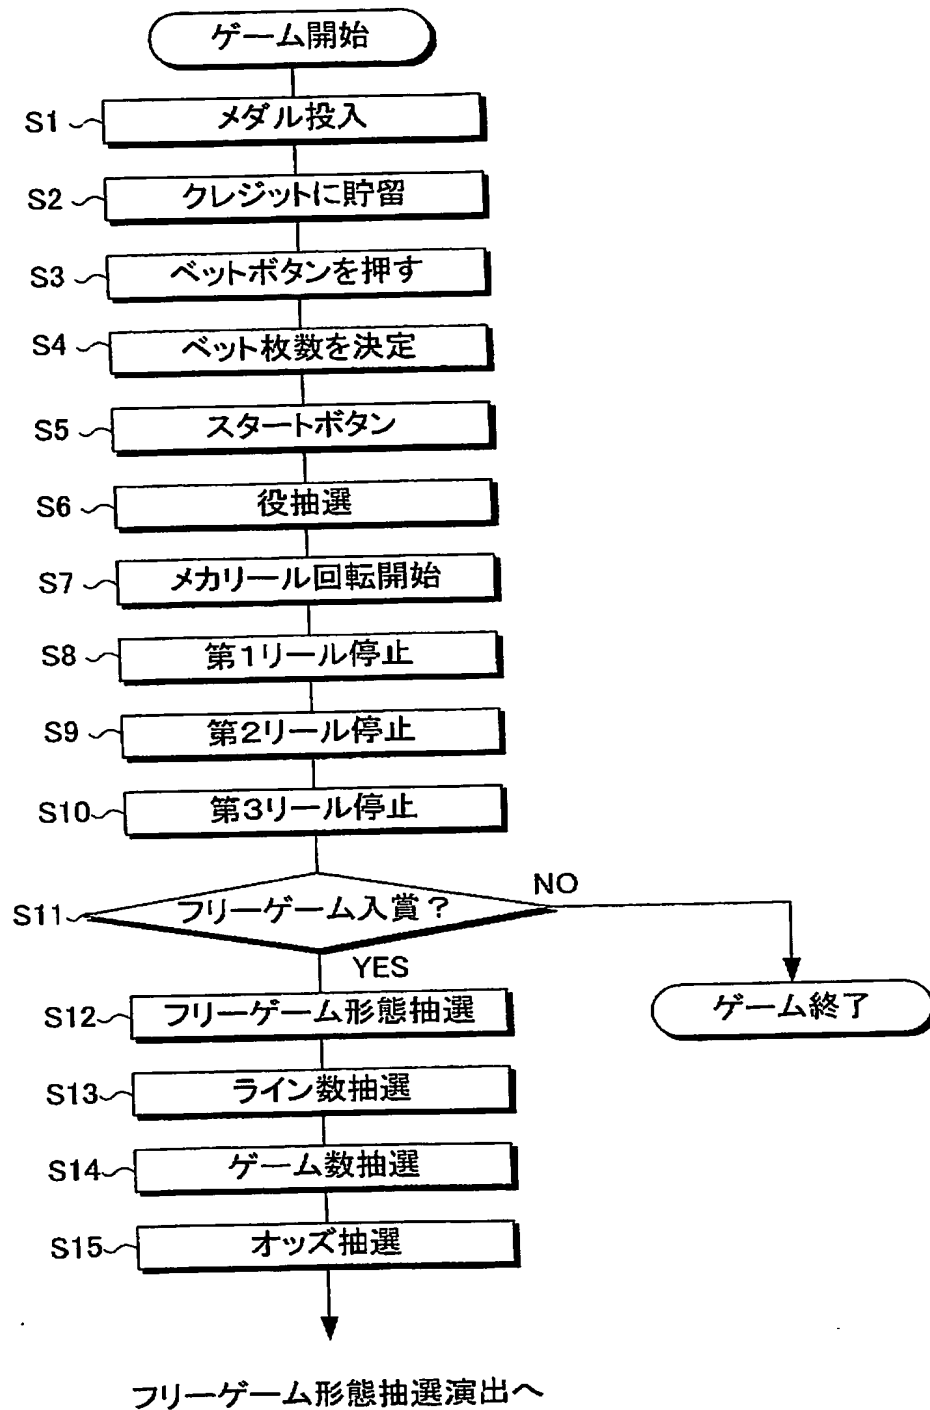 ゲーム開始
S1 メダル投入
S2 クレジットに貯留
S3 ベットボタンを押す
S4 ベット枚数を決定
S5 スタートボタン
S6 役抽選
S7 メカリール回転開始
S8 第1リール停止
S9 第2リール停止
S10 第3リール停止
S11 フリーゲーム入賞? NO
YES
S12 フリーゲーム形態抽選
ゲーム終了
S13 ライン数抽選
S14 ゲーム数抽選
S15 オッズ抽選
フリーゲーム形態抽選演出へ